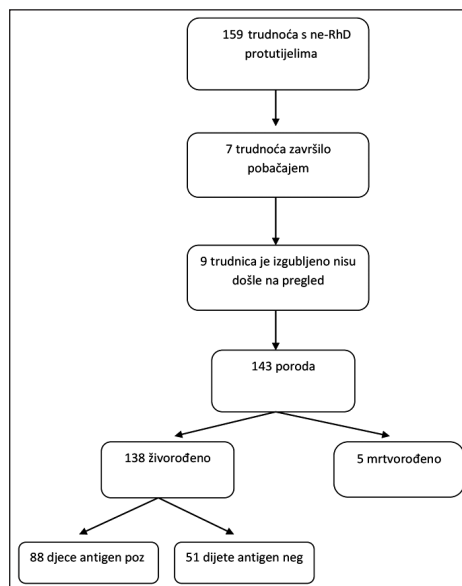 159 trudnoća s ne-RhD
protutijelima
7 trudnoća završilo
pobačajem
9 trudnica je izgubljeno nisu
došle na pregled
143 poroda
138 živorođeno
5 mrtvorođeno
88 djece antigen poz
51 dijete antigen neg